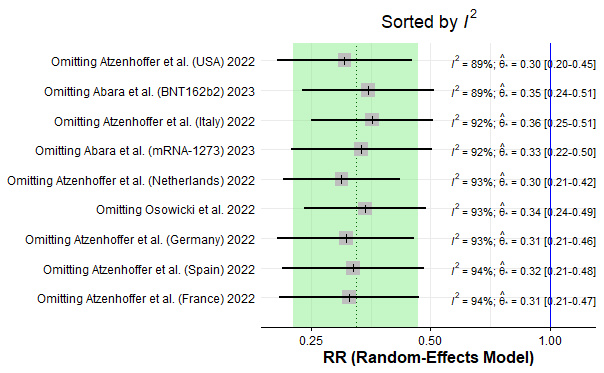 Sorted by I²
Omitting Atzenhoffer et al. (USA) 2022 I² = 89%; θ̂* = 0.30 [0.20-0.45]
Omitting Abara et al. (BNT162b2) 2023 I² = 89%; θ̂* = 0.35 [0.24-0.51]
Omitting Atzenhoffer et al. (Italy) 2022 I² = 92%; θ̂* = 0.36 [0.25-0.51]
Omitting Abara et al. (mRNA-1273) 2023 I² = 92%; θ̂* = 0.33 [0.22-0.50]
Omitting Atzenhoffer et al. (Netherlands) 2022 I² = 93%; θ̂* = 0.30 [0.21-0.42]
Omitting Osowicki et al. 2022 I² = 93%; θ̂* = 0.34 [0.24-0.49]
Omitting Atzenhoffer et al. (Germany) 2022 I² = 93%; θ̂* = 0.31 [0.21-0.46]
Omitting Atzenhoffer et al. (Spain) 2022 I² = 94%; θ̂* = 0.32 [0.21-0.48]
Omitting Atzenhoffer et al. (France) 2022 I² = 94%; θ̂* = 0.31 [0.21-0.47]
0.25 0.50 1.00
RR (Random-Effects Model)